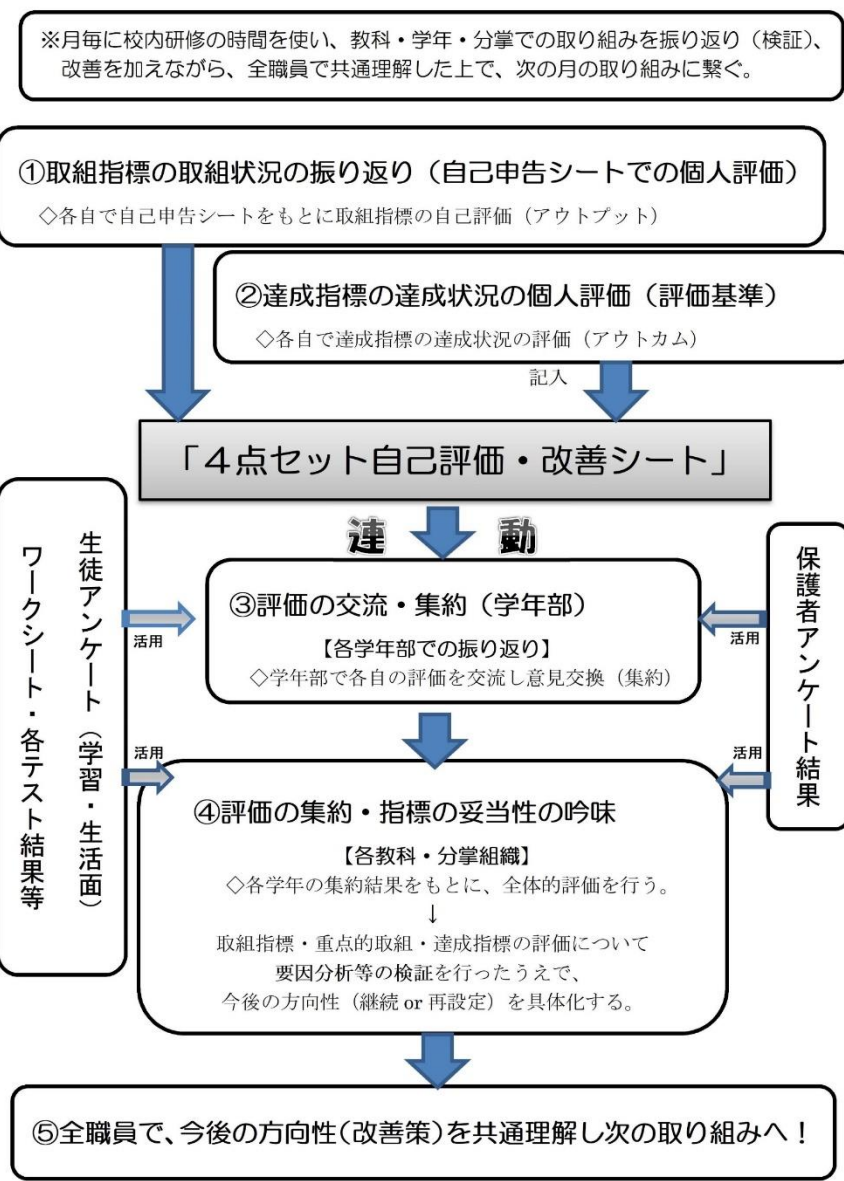 ※月毎に校内研修の時間を使い、教科・学年・分掌での取り組みを振り返り（検証）、
改善を加えながら、全職員で共通理解した上で、次の月の取り組みに繋ぐ。
①取組指標の取組状況の振り返り（自己申告シートでの個人評価）
◇各自で自己申告シートをもとに取組指標の自己評価（アウトプット）
②達成指標の達成状況の個人評価（評価基準）
◇各自で達成指標の達成状況の評価（アウトカム）
記入
「４点セット自己評価・改善シート」
連動
生徒アンケート（学習・生活面）
ワークシート・各テスト結果等
活用
活用
③評価の交流・集約（学年部）
【各学年部での振り返り】
◇学年部で各自の評価を交流し意見交換（集約）
保護者アンケート結果
活用
活用
④評価の集約・指標の妥当性の吟味
【各教科・分掌組織】
◇各学年の集約結果をもとに、全体的評価を行う。
↓
取組指標・重点的取組・達成指標の評価について
要因分析等の検証を行ったうえで、
今後の方向性（継続 or 再設定）を具体化する。
⑤全職員で、今後の方向性（改善策）を共通理解し次の取り組みへ！